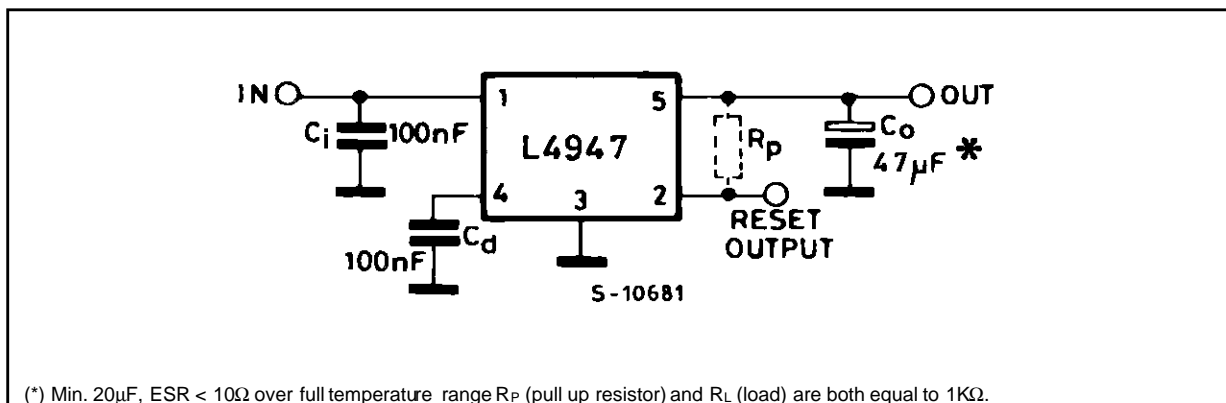 IN
OUT
1
5
Ci
100nF
L4947
Rp
Co
47µF *
4
3
2
Cd
100nF
RESET
OUTPUT
S-10681
(*) Min. 20µF, ESR < 10Ω over full temperature range RP (pull up resistor) and RL (load) are both equal to 1KΩ.